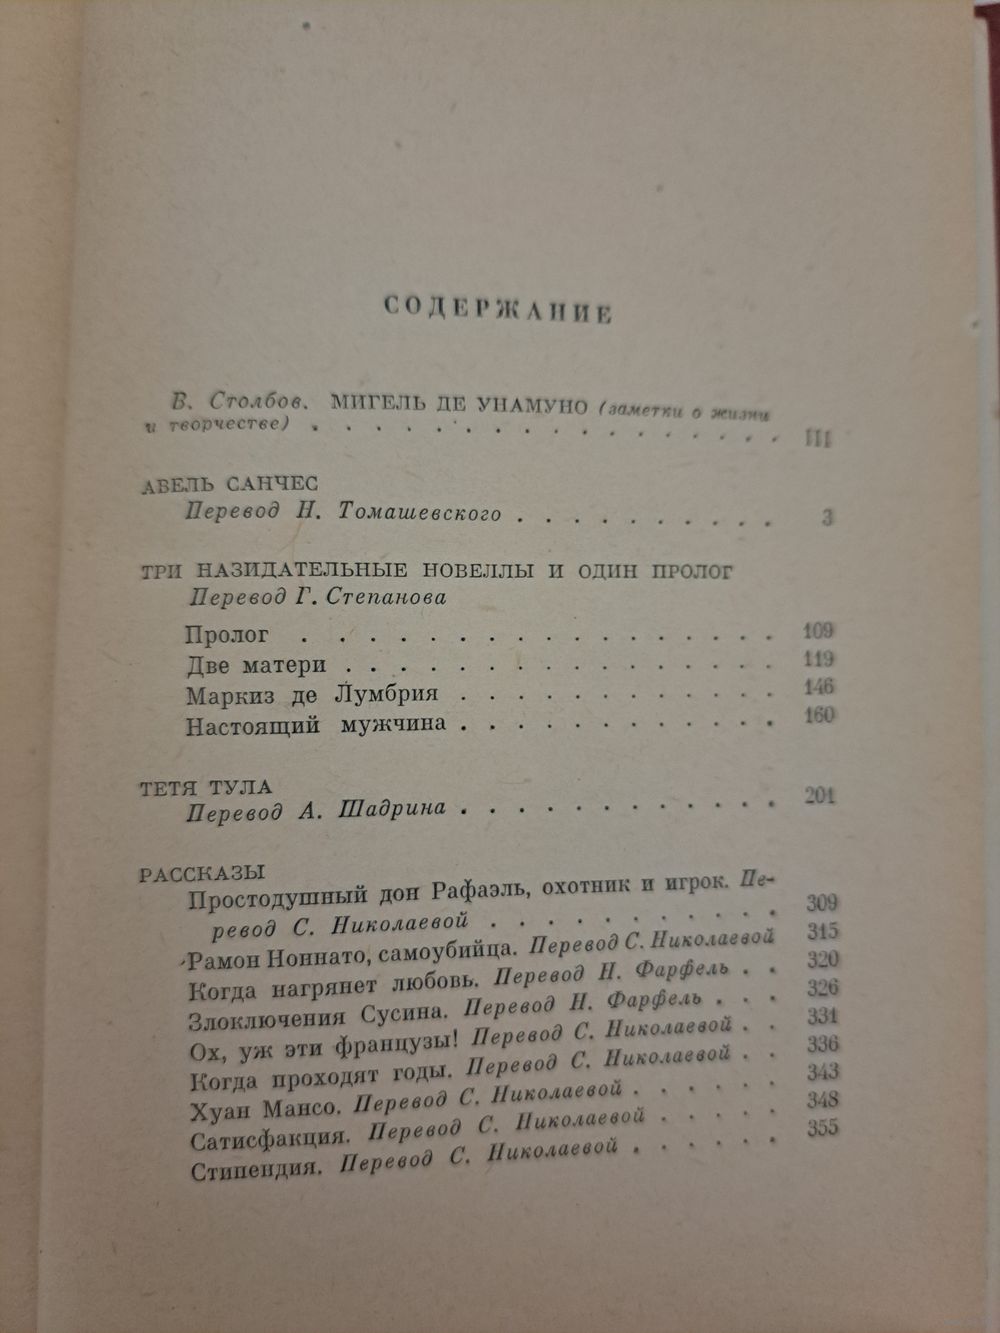 СОДЕРЖАНИЕ
В. Столбов. МИГЕЛЬ ДЕ УНАМУНО (заметки о жизни
и творчестве) . . . . . . . . . . . . . . . . III
АВЕЛЬ САНЧЕС
Перевод Н. Томашевского . . . . . . . . . . 3
ТРИ НАЗИДАТЕЛЬНЫЕ НОВЕЛЛЫ И ОДИН ПРОЛОГ
Перевод Г. Степанова
Пролог . . . . . . . . . . . . . . . . . 109
Две матери . . . . . . . . . . . . . . . . 119
Маркиз де Лумбрия . . . . . . . . . . . . 146
Настоящий мужчина . . . . . . . . . . . . 160
ТЕТЯ ТУЛА
Перевод А. Шадрина . . . . . . . . . . . . 201
РАССКАЗЫ
Простодушный дон Рафаэль, охотник и игрок. Пе-
ревод С. Николаевой . . . . . . . . . . . 309
Рамон Ноннато, самоубийца. Перевод С. Николаевой 315
Когда нагрянет любовь. Перевод Н. Фарфель . . 320
Злоключения Сусина. Перевод Н. Фарфель . . . 326
Ох, уж эти французы! Перевод С. Николаевой . . 331
Когда проходят годы. Перевод С. Николаевой . . 336
Хуан Мансо. Перевод С. Николаевой . . . . . . 343
Сатисфакция. Перевод С. Николаевой . . . . . 348
Стипендия. Перевод С. Николаевой . . . . . . 355